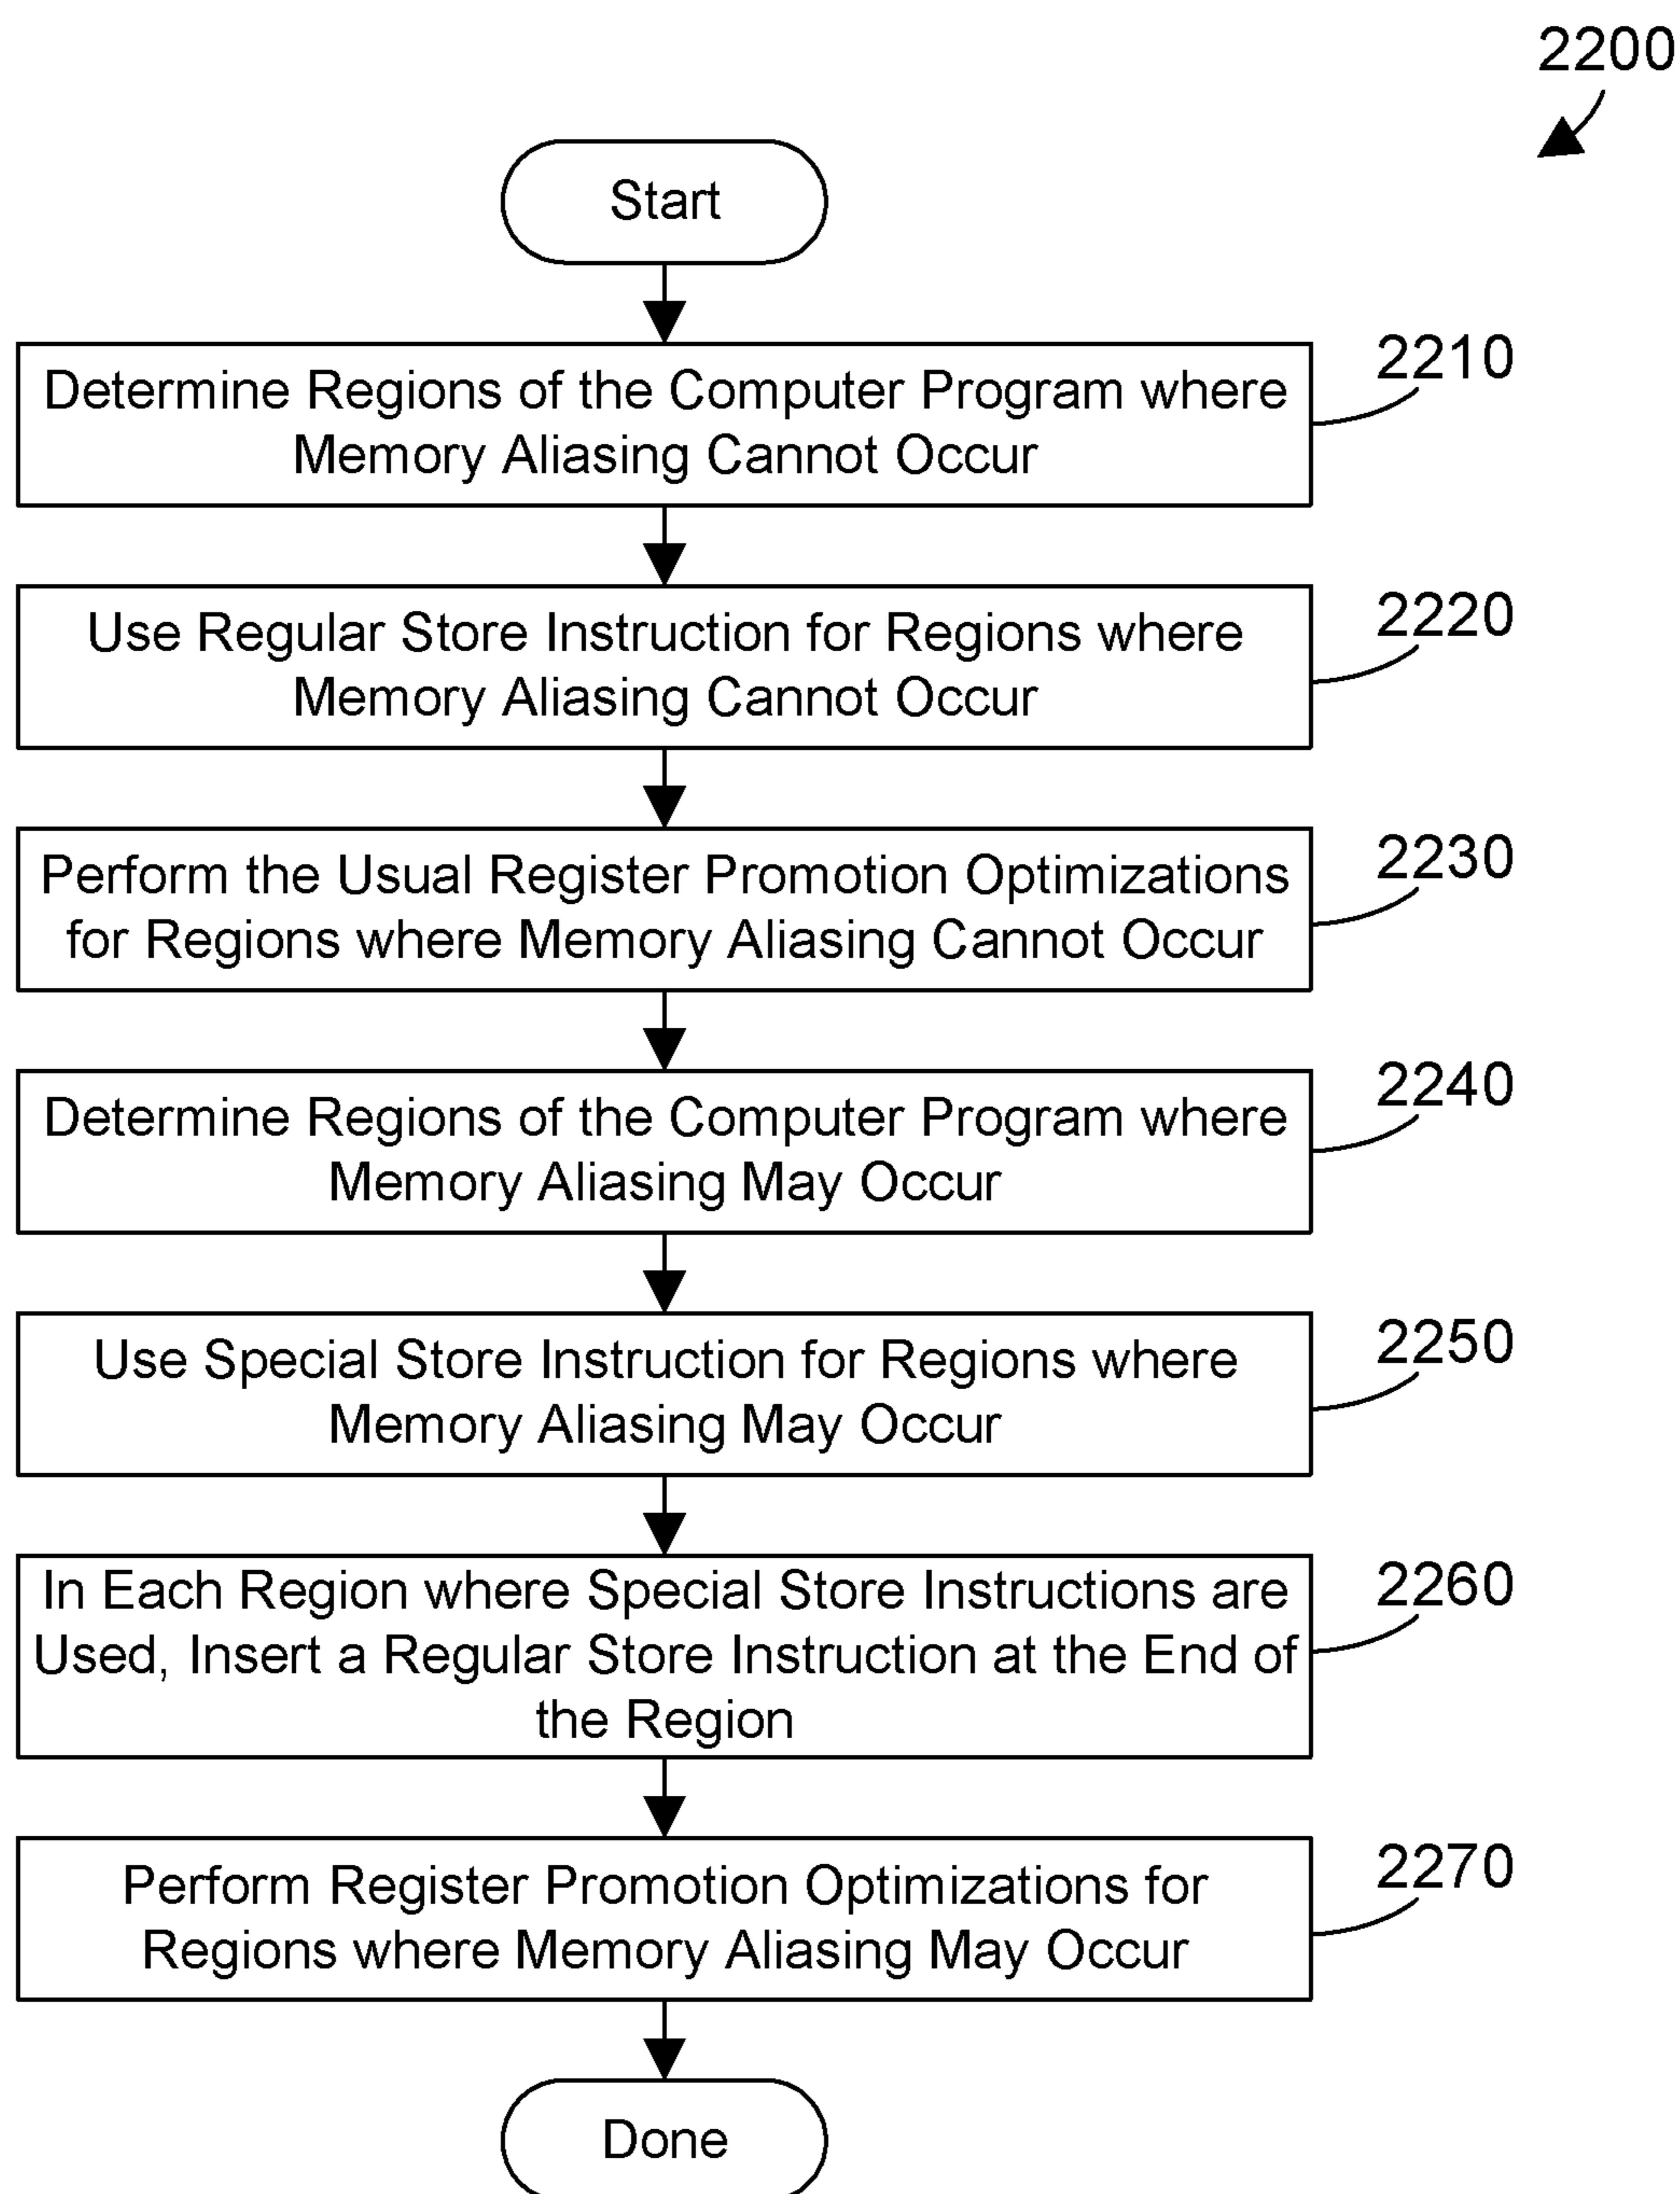 2200
Start
2210
Determine Regions of the Computer Program where
Memory Aliasing Cannot Occur
2220
Use Regular Store Instruction for Regions where
Memory Aliasing Cannot Occur
2230
Perform the Usual Register Promotion Optimizations
for Regions where Memory Aliasing Cannot Occur
2240
Determine Regions of the Computer Program where
Memory Aliasing May Occur
2250
Use Special Store Instruction for Regions where
Memory Aliasing May Occur
2260
In Each Region where Special Store Instructions are
Used, Insert a Regular Store Instruction at the End of
the Region
2270
Perform Register Promotion Optimizations for
Regions where Memory Aliasing May Occur
Done